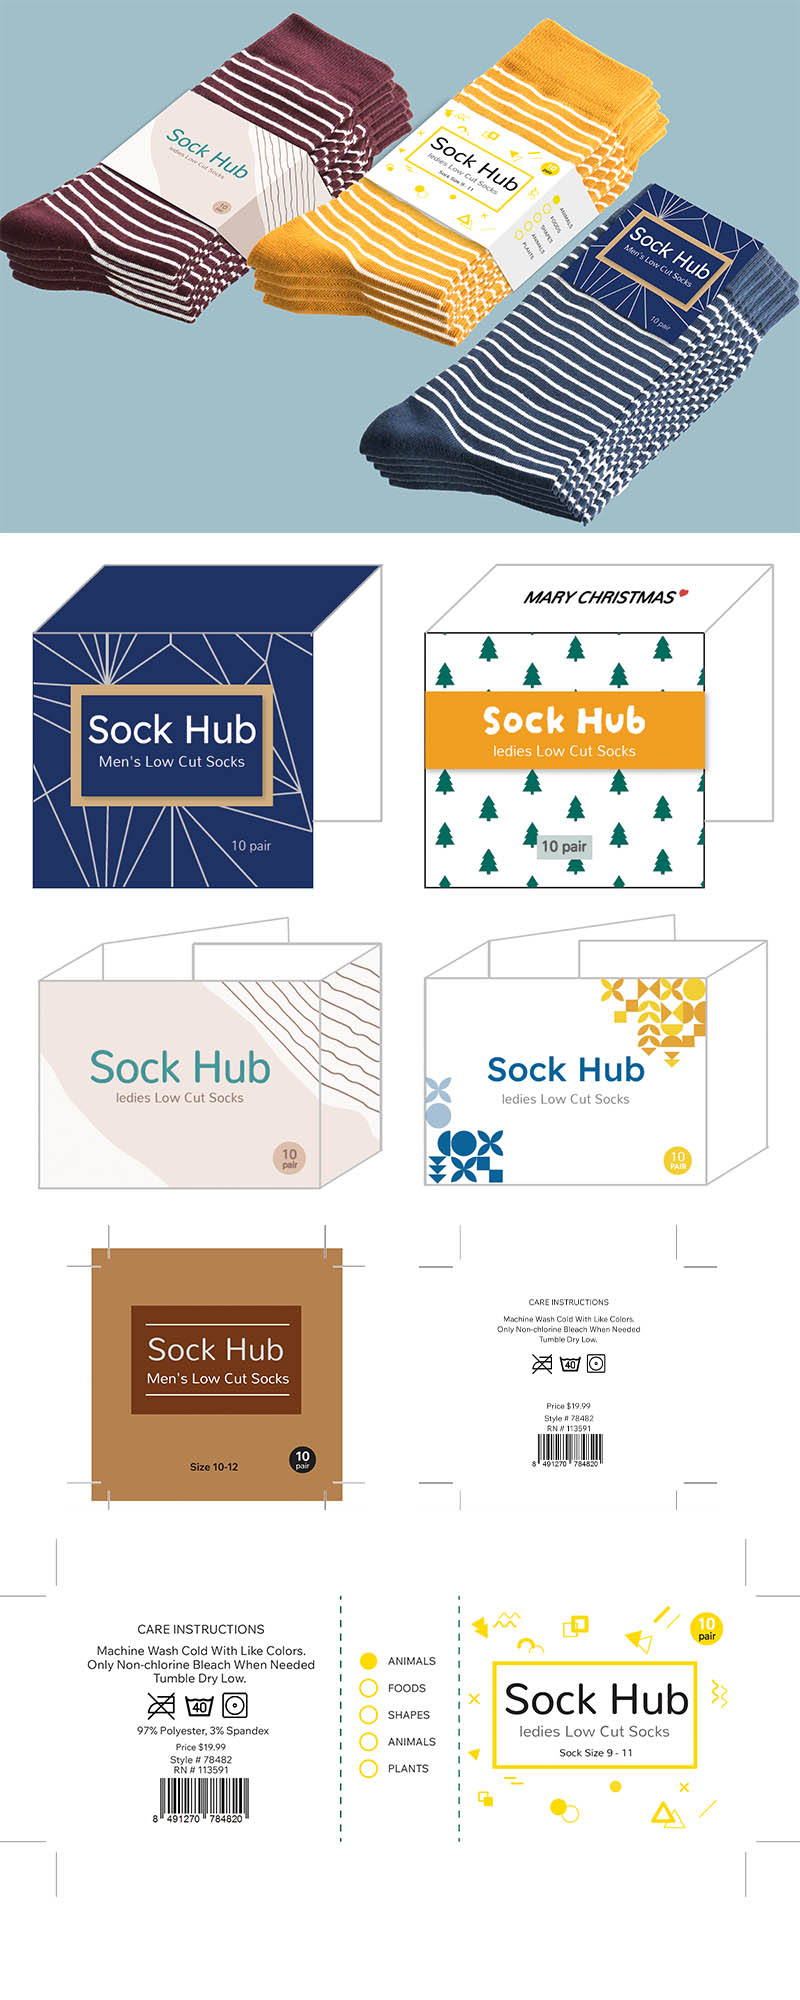 Sock Hub
ledies Low Cut Socks
10
pair
Sock Hub
ledies Low Cut Socks
Sock Size 9 - 11
10
pair
ANIMALS
FOODS
SHAPES
ANIMALS
PLANTS
Sock Hub
Men's Low Cut Socks
10 pair
Sock Hub
Men's Low Cut Socks
10 pair
MARY CHRISTMAS
Sock Hub
ledies Low Cut Socks
10 pair
Sock Hub
ledies Low Cut Socks
10
pair
Sock Hub
ledies Low Cut Socks
10
PAIR
Sock Hub
Men's Low Cut Socks
Size 10-12
10
pair
CARE INSTRUCTIONS
Machine Wash Cold With Like Colors.
Only Non-chlorine Bleach When Needed
Tumble Dry Low.
40
Price $19.99
Style # 78482
RN # 113591
8 491270 784820
CARE INSTRUCTIONS
Machine Wash Cold With Like Colors.
Only Non-chlorine Bleach When Needed
Tumble Dry Low.
40
97% Polyester, 3% Spandex
Price $19.99
Style # 78482
RN # 113591
8 491270 784820
ANIMALS
FOODS
SHAPES
ANIMALS
PLANTS
10
pair
Sock Hub
ledies Low Cut Socks
Sock Size 9 - 11